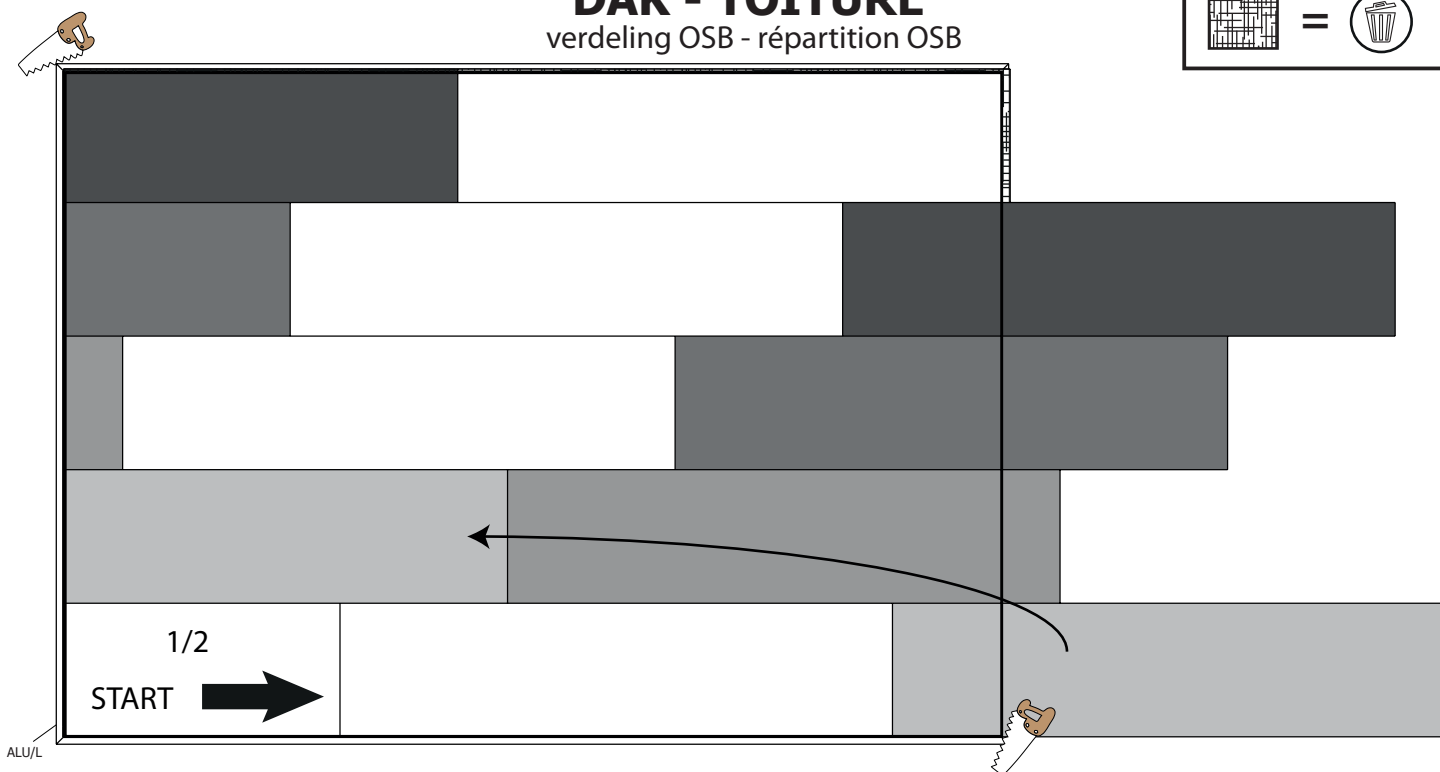 DAK - TOITURE
verdeling OSB - répartition OSB
=
1/2
START
ALU/L